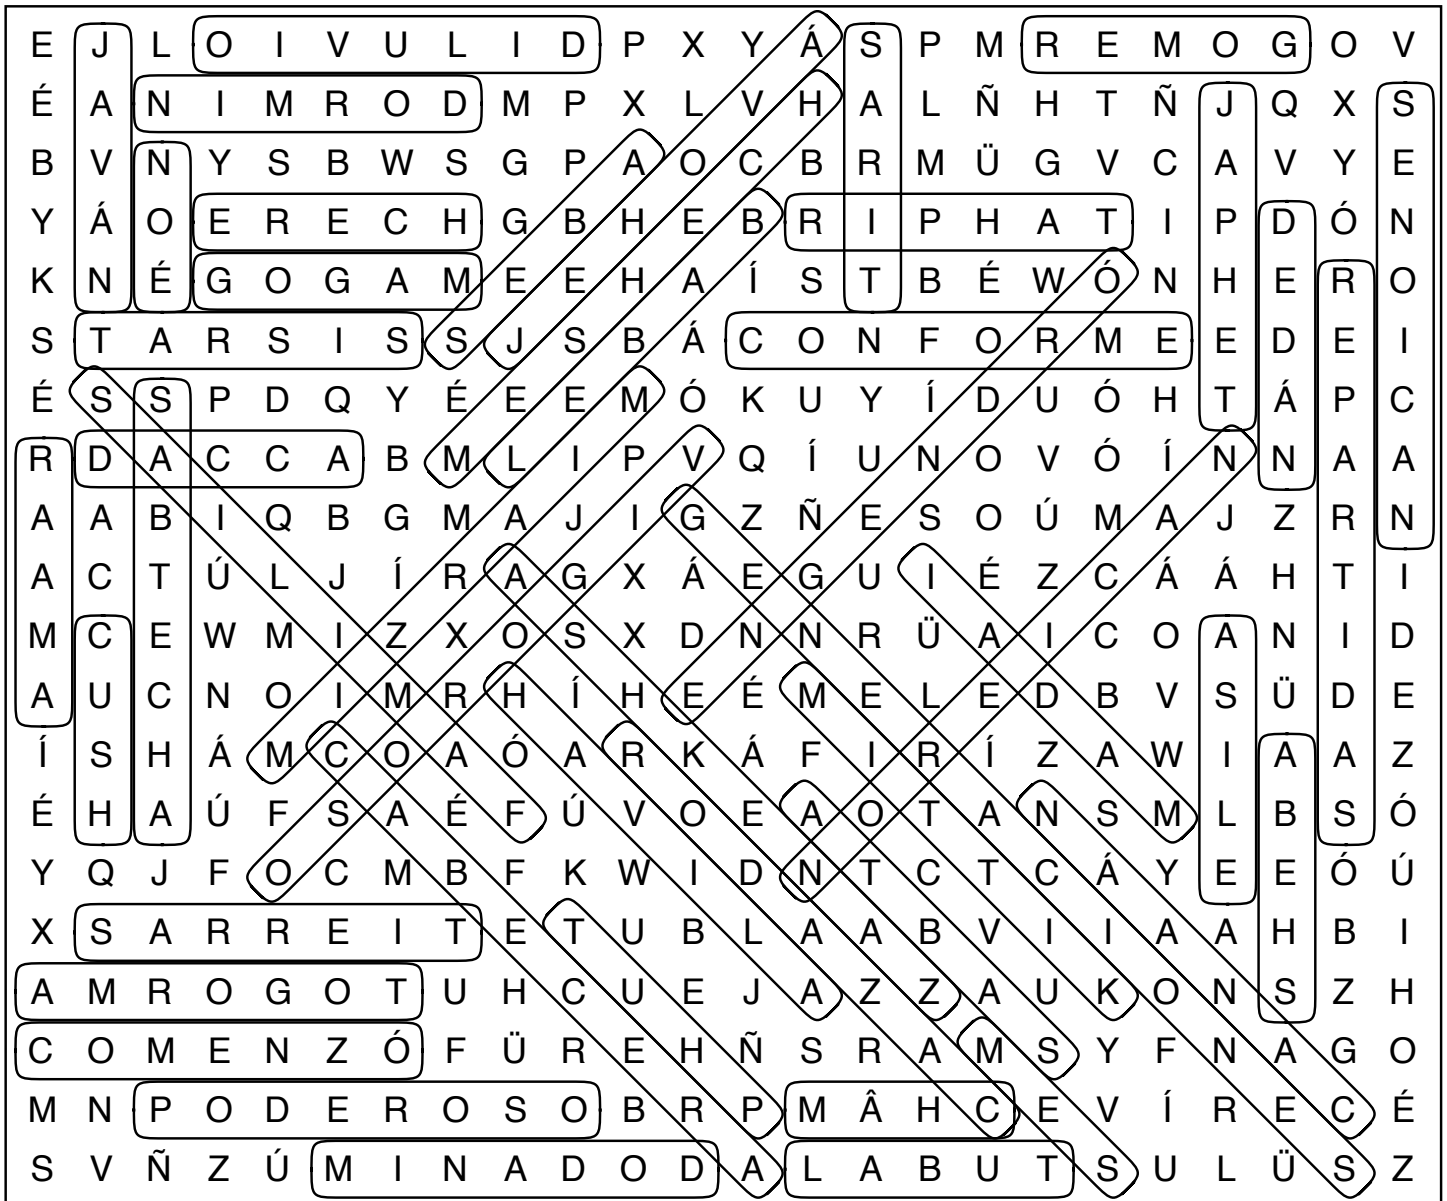 E J L O I V U L I D P X Y Á S P M R E M O G O V
É A N I M R O D M P X L V H A L Ñ H T Ñ J Q X S
B V N Y S B W S G P A O C B R M Ü G V C A V Y E
Y Á O E R E C H G B H E B R I P H A T I P D Ó N
K N É G O G A M E E H A Í S T B É W Ó N H E R O
S T A R S I S S J S B Á C O N F O R M E E D E I
É S S P D Q Y É E E M Ó K U Y Í D U Ó H T Á P C
R D A C C A B M L I P V Q Í U N O V Ó Í N N A A
A A B I Q B G M A J I G Z Ñ E S O Ú M A J Z R N
A C T Ú L J Í R A G X Á E G U I É Z C Á Á H T I
M C E W M I Z X O S X D N N R Ü A I C O A N I D
A U C N O I M R H Í H E É M E L E D B V S Ü D E
Í S H Á M C O A Ó A R K Á F I R Í Z A W I A A Z
É H A Ú F S A É F Ú V O E A O T A N S M L B S Ó
Y Q J F O C M B F K W I D N T C T C Á Y E E Ó Ú
X S A R R E I T E T U B L A A B V I I A A H B I
A M R O G O T U H C U E J A Z Z A U K O N S Z H
C O M E N Z Ó F Ü R E H Ñ S R A M S Y F N A G O
M N P O D E R O S O B R P M Â H C E V Í R E C É
S V Ñ Z Ú M I N A D O D A L A B U T S U L Ü S Z